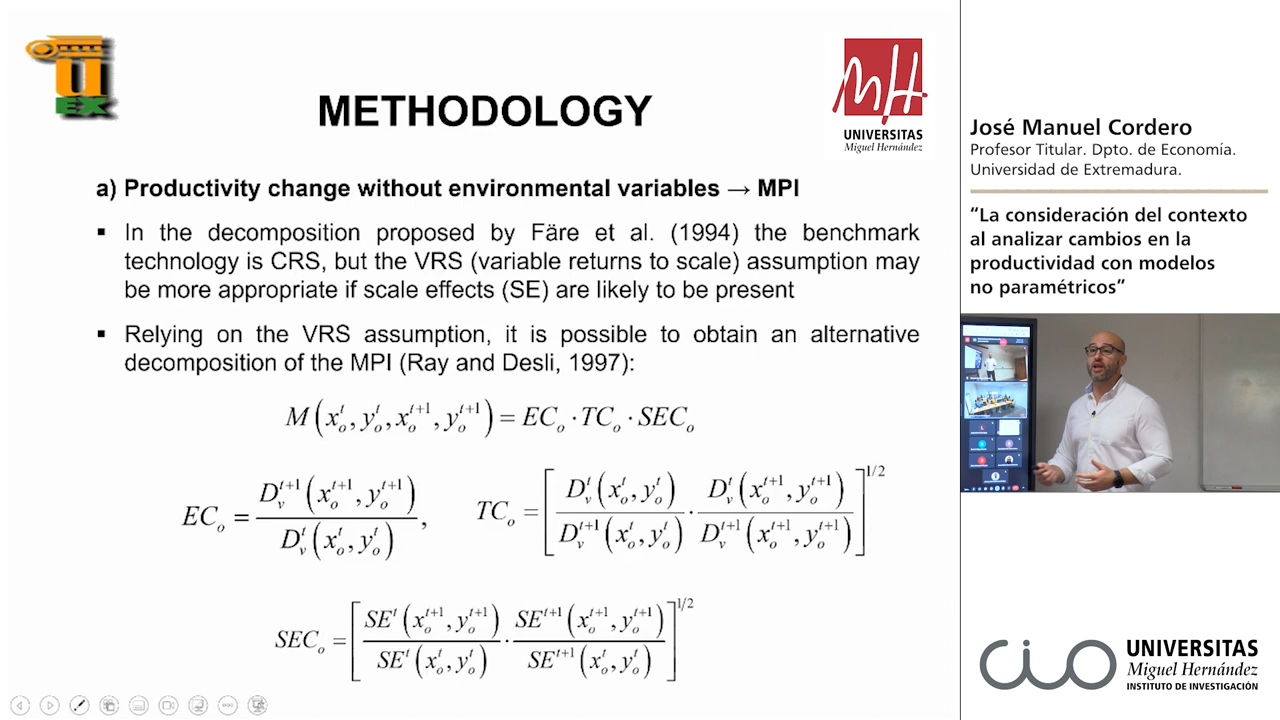 UEX
METHODOLOGY
UNIVERSITAS
Miguel Hernández
a) Productivity change without environmental variables → MPI
▪ In the decomposition proposed by Färe et al. (1994) the benchmark
technology is CRS, but the VRS (variable returns to scale) assumption may
be more appropriate if scale effects (SE) are likely to be present
▪ Relying on the VRS assumption, it is possible to obtain an alternative
decomposition of the MPI (Ray and Desli, 1997):
M(x_o^t, y_o^t, x_o^{t+1}, y_o^{t+1}) = EC_o · TC_o · SEC_o
EC_o = D_v^{t+1}(x_o^{t+1}, y_o^{t+1}) / D_v^t(x_o^t, y_o^t),
TC_o = [D_v^t(x_o^t, y_o^t) / D_v^{t+1}(x_o^t, y_o^t) · D_v^t(x_o^{t+1}, y_o^{t+1}) / D_v^{t+1}(x_o^{t+1}, y_o^{t+1})]^{1/2}
SEC_o = [SE^t(x_o^{t+1}, y_o^{t+1}) / SE^t(x_o^t, y_o^t) · SE^{t+1}(x_o^{t+1}, y_o^{t+1}) / SE^{t+1}(x_o^t, y_o^t)]^{1/2}
José Manuel Cordero
Profesor Titular. Dpto. de Economía.
Universidad de Extremadura.
“La consideración del contexto
al analizar cambios en la
productividad con modelos
no paramétricos”
CIO
UNIVERSITAS
Miguel Hernández
INSTITUTO DE INVESTIGACIÓN